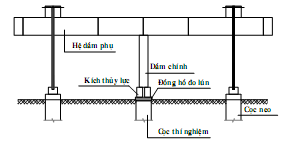 Hệ dầm phụ
Dầm chính
Kích thủy lực
Đồng hồ đo lún
Cọc neo
Cọc thí nghiệm